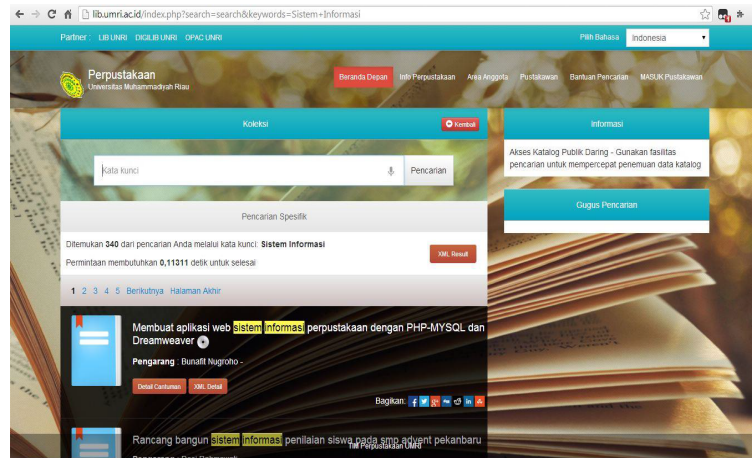 lib.umri.ac.id/index.php?search=search&keywords=Sistem+Informasi
Partner : LIB UNRI DIGILIB UNRI OPAC UNRI
Pilih Bahasa Indonesia
Perpustakaan
Universitas Muhammadiyah Riau
Beranda Depan Info Perpustakaan Area Anggota Pustakawan Bantuan Pencarian MASUK Pustakawan
Koleksi
Kembali
Kata kunci
Pencarian
Pencarian Spesifik
Ditemukan 340 dari pencarian Anda melalui kata kunci: Sistem Informasi
Permintaan membutuhkan 0,11311 detik untuk selesai
XML Result
1 2 3 4 5 Berikutnya Halaman Akhir
Membuat aplikasi web sistem informasi perpustakaan dengan PHP-MYSQL dan
Dreamweaver
Pengarang : Bunafit Nugroho -
Detail Cantuman XML Detail
Bagikan:
Rancang bangun sistem informasi penilaian siswa pada smp advent pekanbaru
TIM Perpustakaan UMRI
Informasi
Akses Katalog Publik Daring - Gunakan fasilitas
pencarian untuk mempercepat penemuan data katalog
Gugus Pencarian